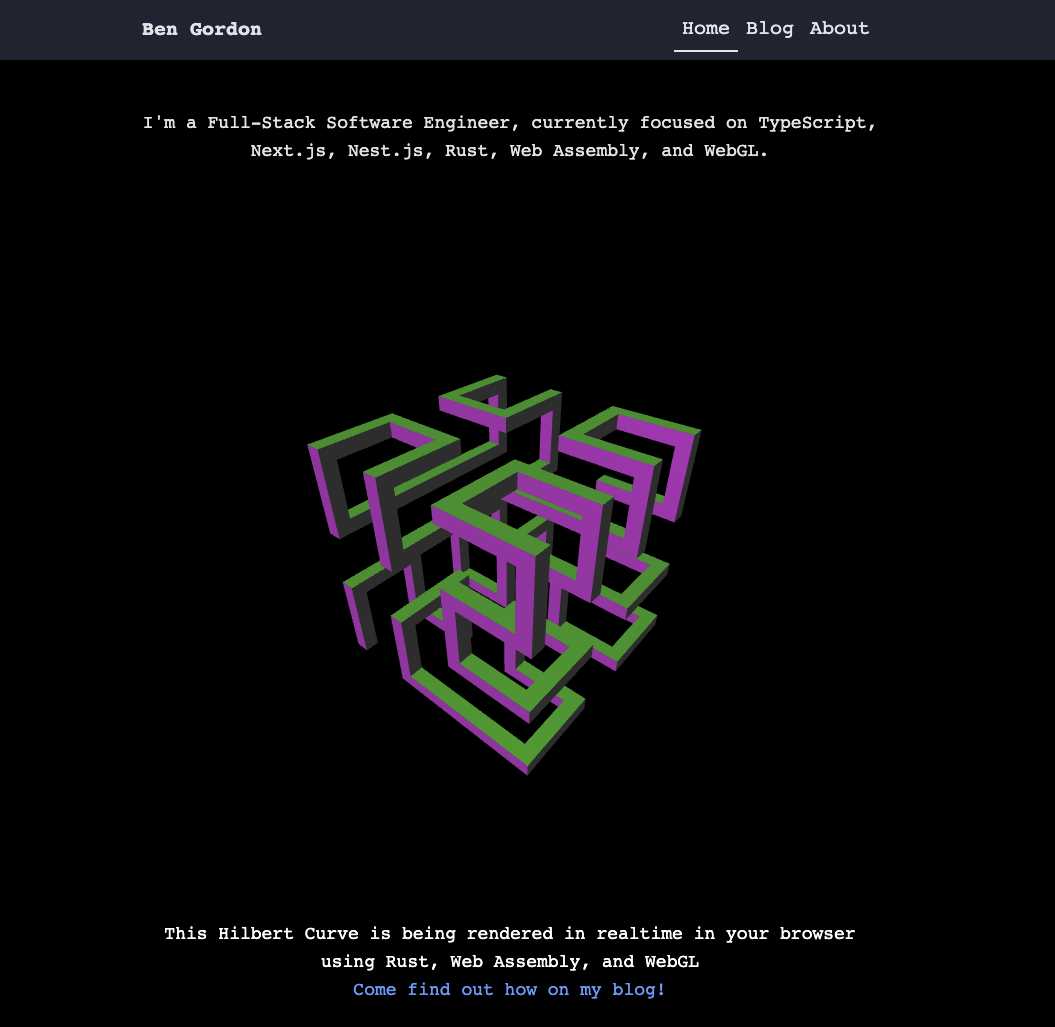 Ben Gordon
Home Blog About
I'm a Full-Stack Software Engineer, currently focused on TypeScript,
Next.js, Nest.js, Rust, Web Assembly, and WebGL.
This Hilbert Curve is being rendered in realtime in your browser
using Rust, Web Assembly, and WebGL
Come find out how on my blog!